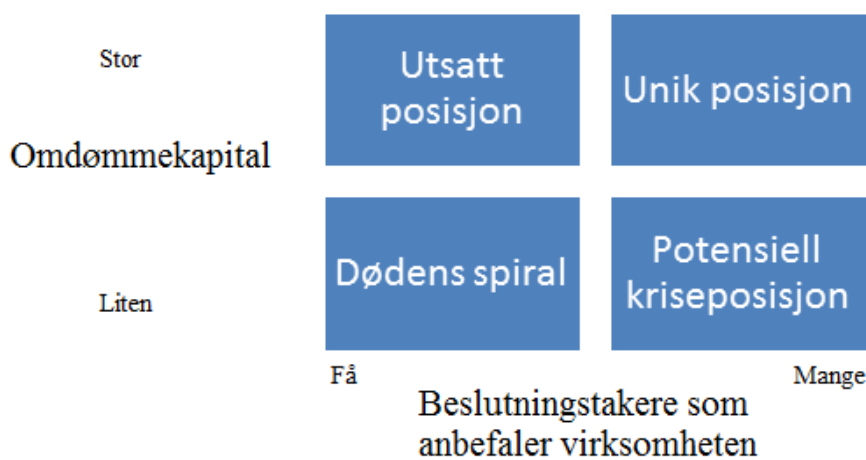 Stor
Utsatt
posisjon
Unik posisjon
Omdømmekapital
Dødens spiral
Potensiell
kriseposisjon
Liten
Få
Mange
Beslutningstakere som
anbefaler virksomheten